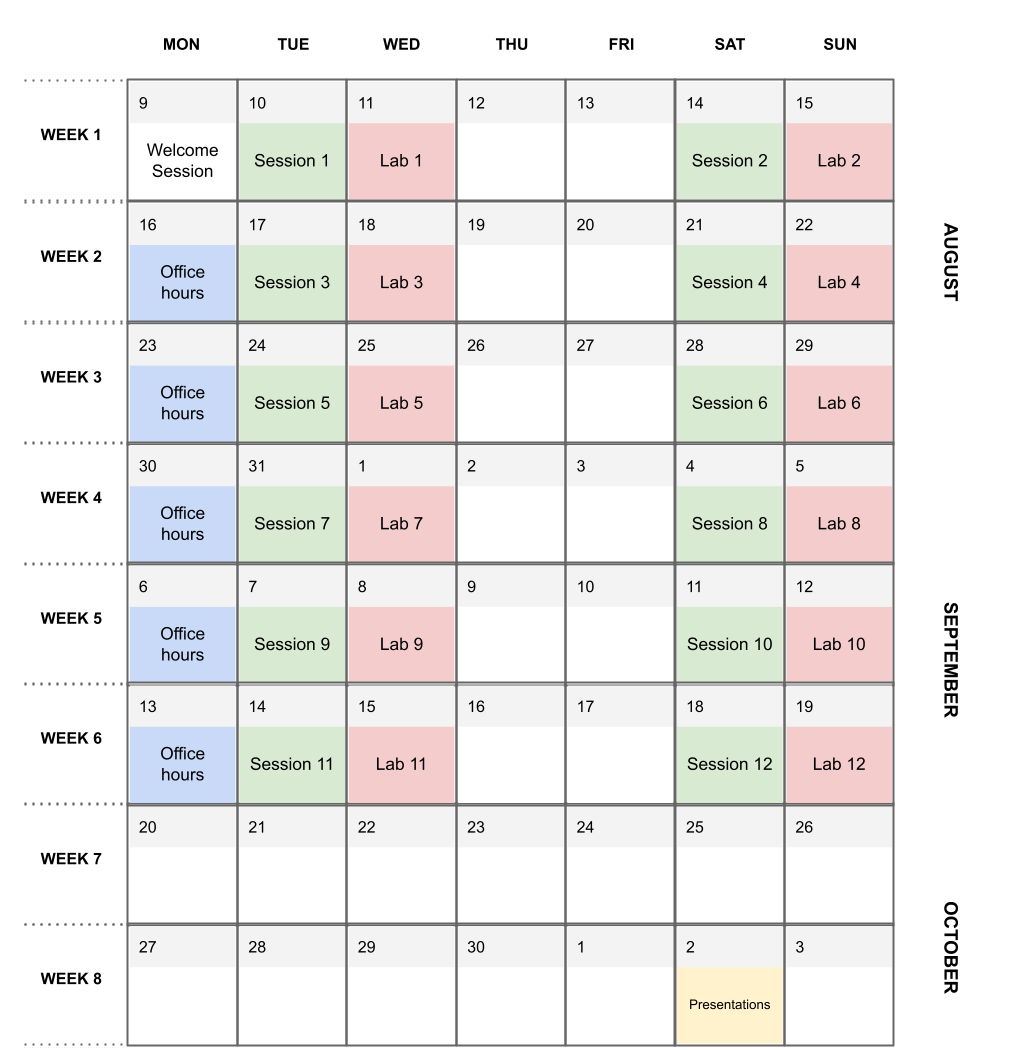 MON TUE WED THU FRI SAT SUN
WEEK 1
9 10 11 12 13 14 15
Welcome
Session
Session 1 Lab 1 Session 2 Lab 2
AUGUST
WEEK 2
16 17 18 19 20 21 22
Office
hours
Session 3 Lab 3 Session 4 Lab 4
WEEK 3
23 24 25 26 27 28 29
Office
hours
Session 5 Lab 5 Session 6 Lab 6
WEEK 4
30 31 1 2 3 4 5
Office
hours
Session 7 Lab 7 Session 8 Lab 8
WEEK 5
6 7 8 9 10 11 12
Office
hours
Session 9 Lab 9 Session 10 Lab 10
SEPTEMBER
WEEK 6
13 14 15 16 17 18 19
Office
hours
Session 11 Lab 11 Session 12 Lab 12
WEEK 7
20 21 22 23 24 25 26
OCTOBER
WEEK 8
27 28 29 30 1 2 3
Presentations